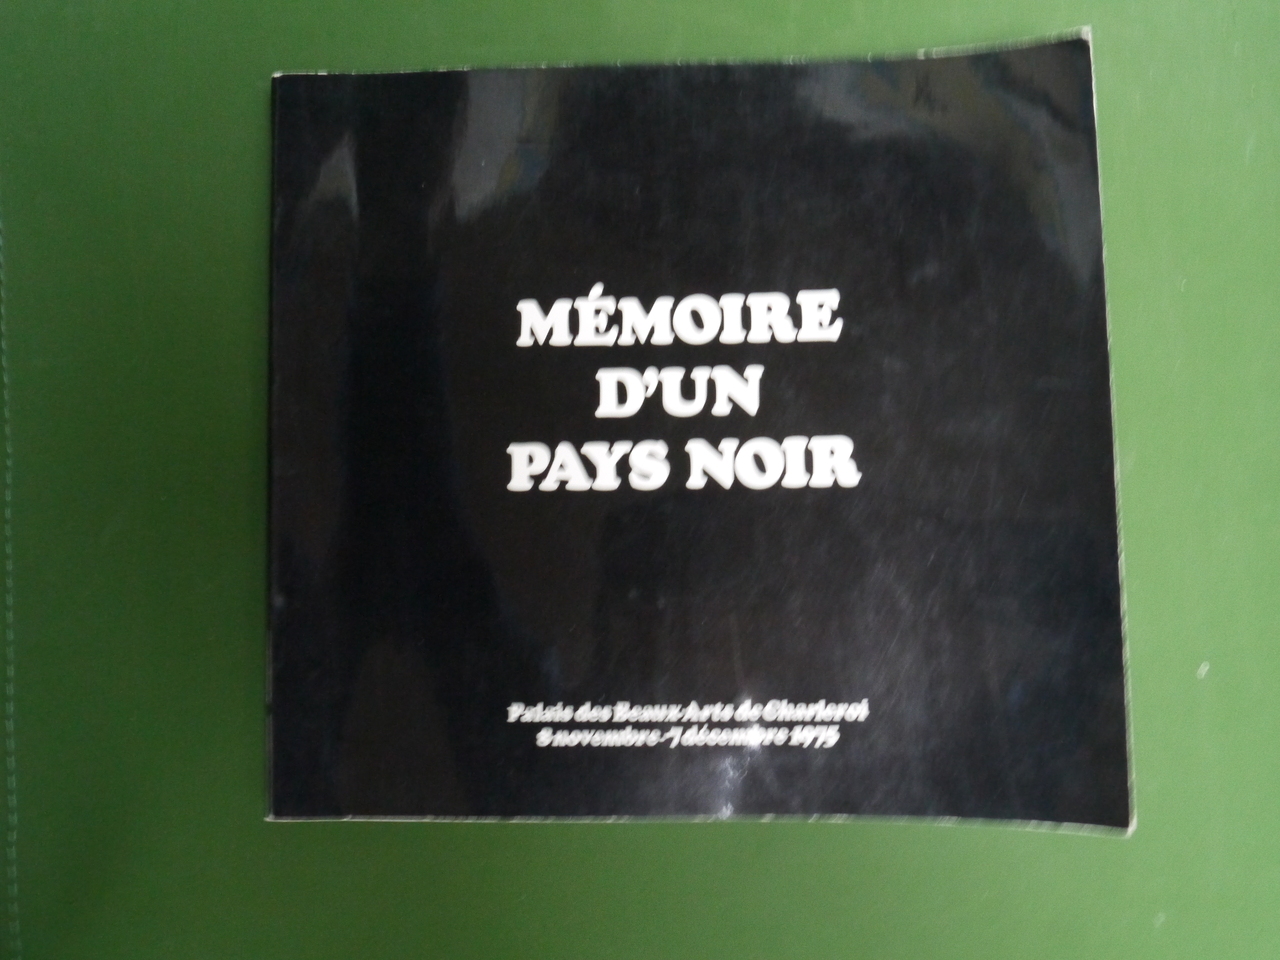 MÉMOIRE
D'UN
PAYS NOIR
Palais des Beaux-Arts de Charleroi
8 novembre-7 décembre 1975